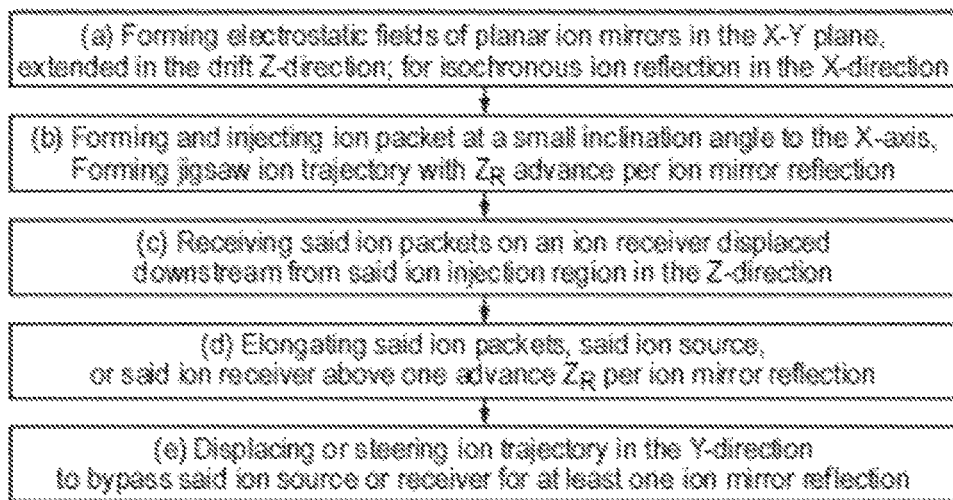 (a) Forming electrostatic fields of planar ion mirrors in the X-Y plane,
extended in the drift Z-direction; for isochronous ion reflection in the X-direction
(b) Forming and injecting ion packet at a small inclination angle to the X-axis,
Forming jigsaw ion trajectory with ZR advance per ion mirror reflection
(c) Receiving said ion packets on an ion receiver displaced
downstream from said ion injection region in the Z-direction
(d) Elongating said ion packets, said ion source,
or said ion receiver above one advance ZR per ion mirror reflection
(e) Displacing or steering ion trajectory in the Y-direction
to bypass said ion source or receiver for at least one ion mirror reflection